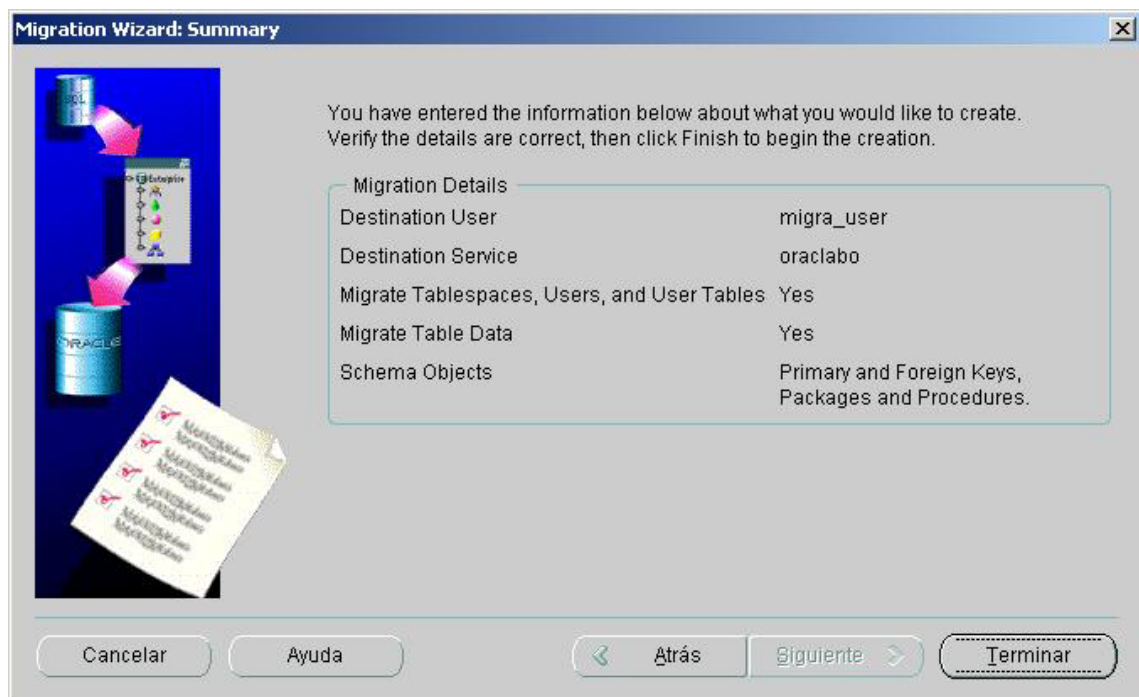 Migration Wizard: Summary
You have entered the information below about what you would like to create.
Verify the details are correct, then click Finish to begin the creation.
Migration Details
Destination User migra_user
Destination Service oraclabo
Migrate Tablespaces, Users, and User Tables Yes
Migrate Table Data Yes
Schema Objects Primary and Foreign Keys,
Packages and Procedures.
SQL
Enterprise
ORACLE
Cancelar Ayuda Atrás Siguiente Terminar